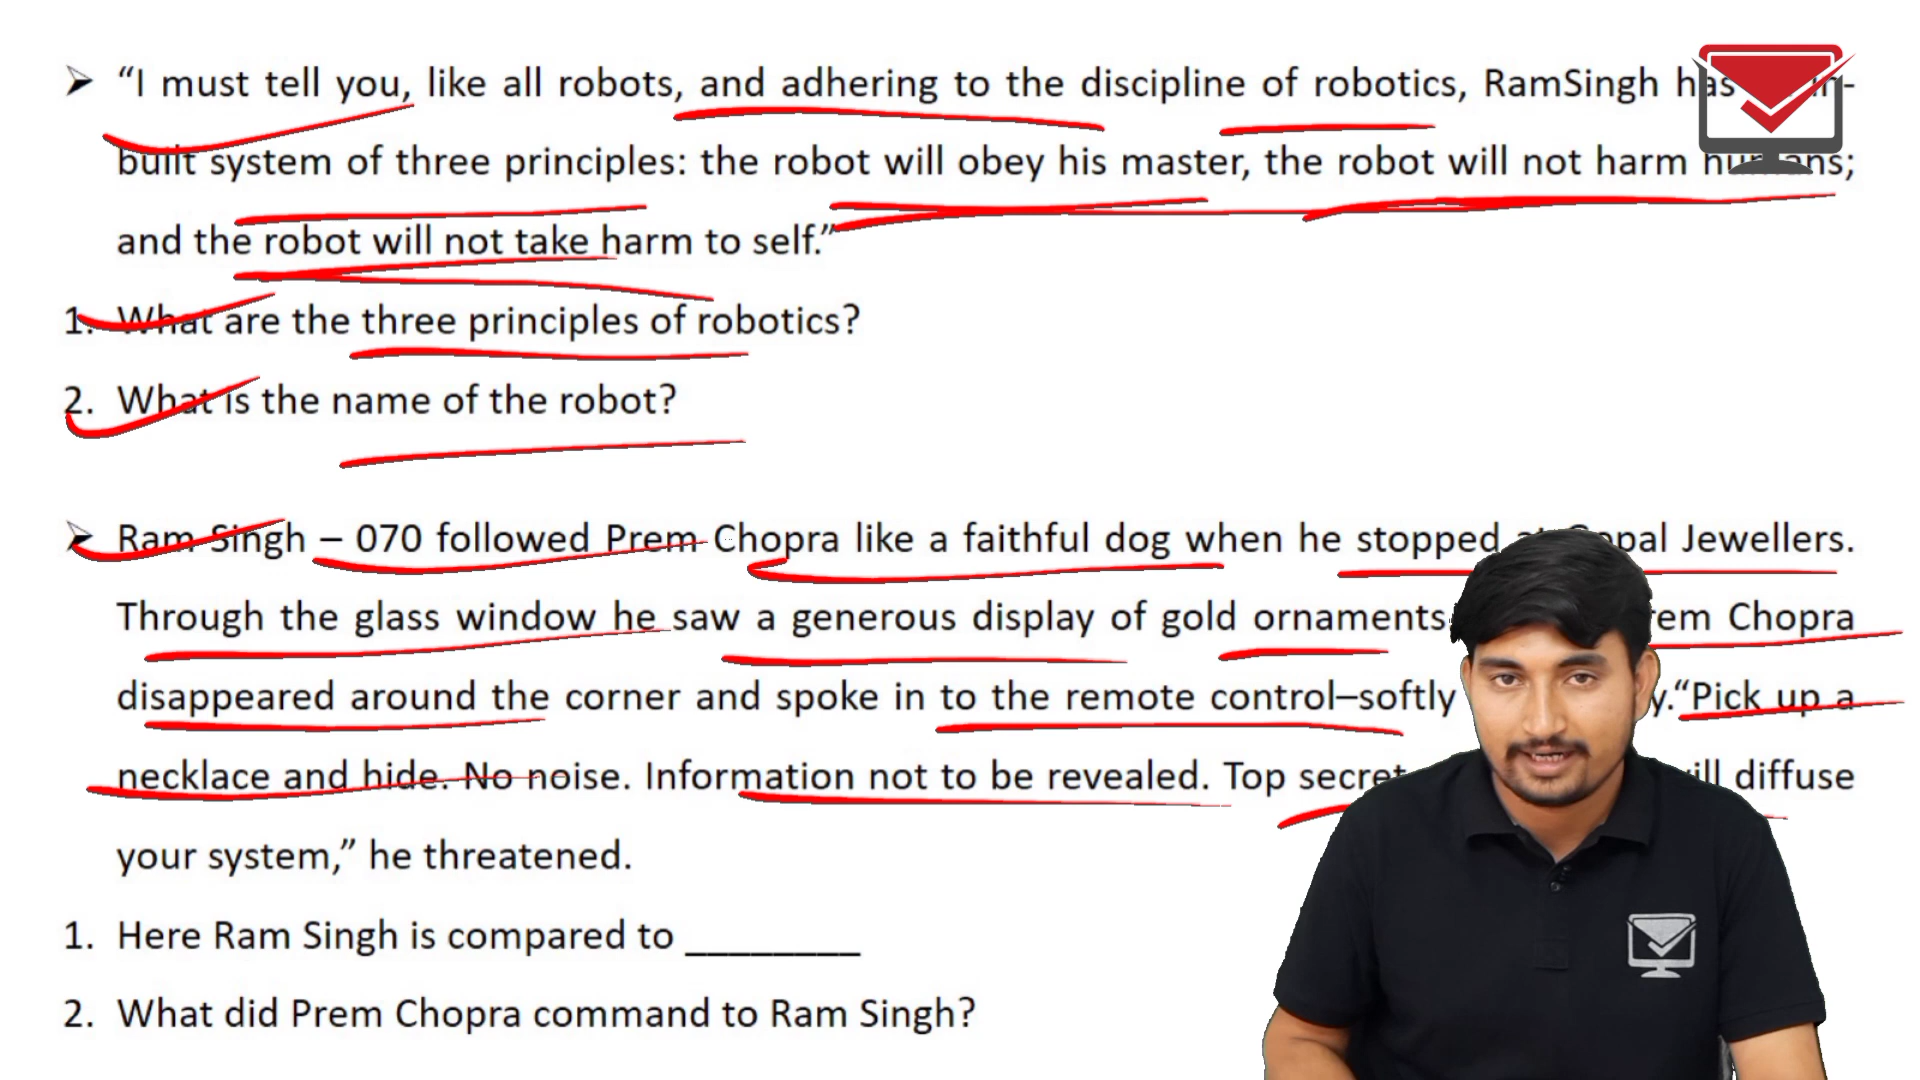 ➢ “I must tell you, like all robots, and adhering to the discipline of robotics, RamSingh has in-
built system of three principles: the robot will obey his master, the robot will not harm humans;
and the robot will not take harm to self.”
1. What are the three principles of robotics?
2. What is the name of the robot?
➢ Ram Singh – 070 followed Prem Chopra like a faithful dog when he stopped at Gopal Jewellers.
Through the glass window he saw a generous display of gold ornaments Prem Chopra
disappeared around the corner and spoke in to the remote control–softly “Pick up a
necklace and hide. No noise. Information not to be revealed. Top secret will diffuse
your system,” he threatened.
1. Here Ram Singh is compared to ________
2. What did Prem Chopra command to Ram Singh?